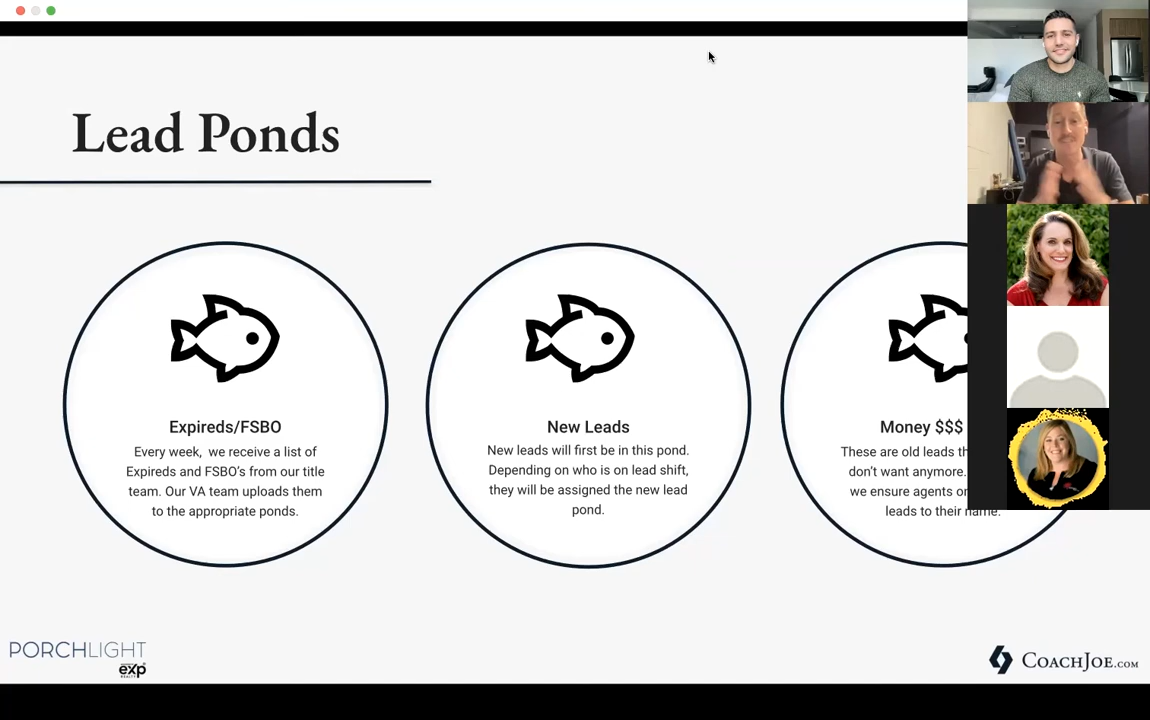 Lead Ponds
Expireds/FSBO
Every week, we receive a list of
Expireds and FSBO's from our title
team. Our VA team uploads them
to the appropriate ponds.
New Leads
New leads will first be in this pond.
Depending on who is on lead shift,
they will be assigned the new lead
pond.
Money $$$
These are old leads th
don't want anymore.
we ensure agents o
leads to their name.
PORCHLIGHT
exp
REALTY
COACHJOE.COM